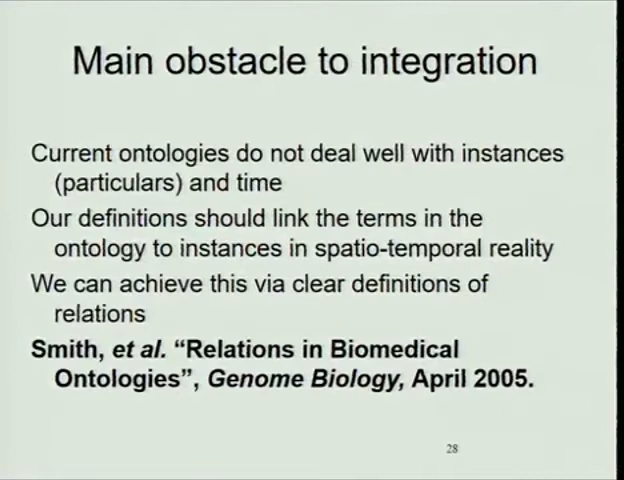 Main obstacle to integration
Current ontologies do not deal well with instances
(particulars) and time
Our definitions should link the terms in the
ontology to instances in spatio-temporal reality
We can achieve this via clear definitions of
relations
Smith, et al. “Relations in Biomedical
Ontologies”, Genome Biology, April 2005.
28